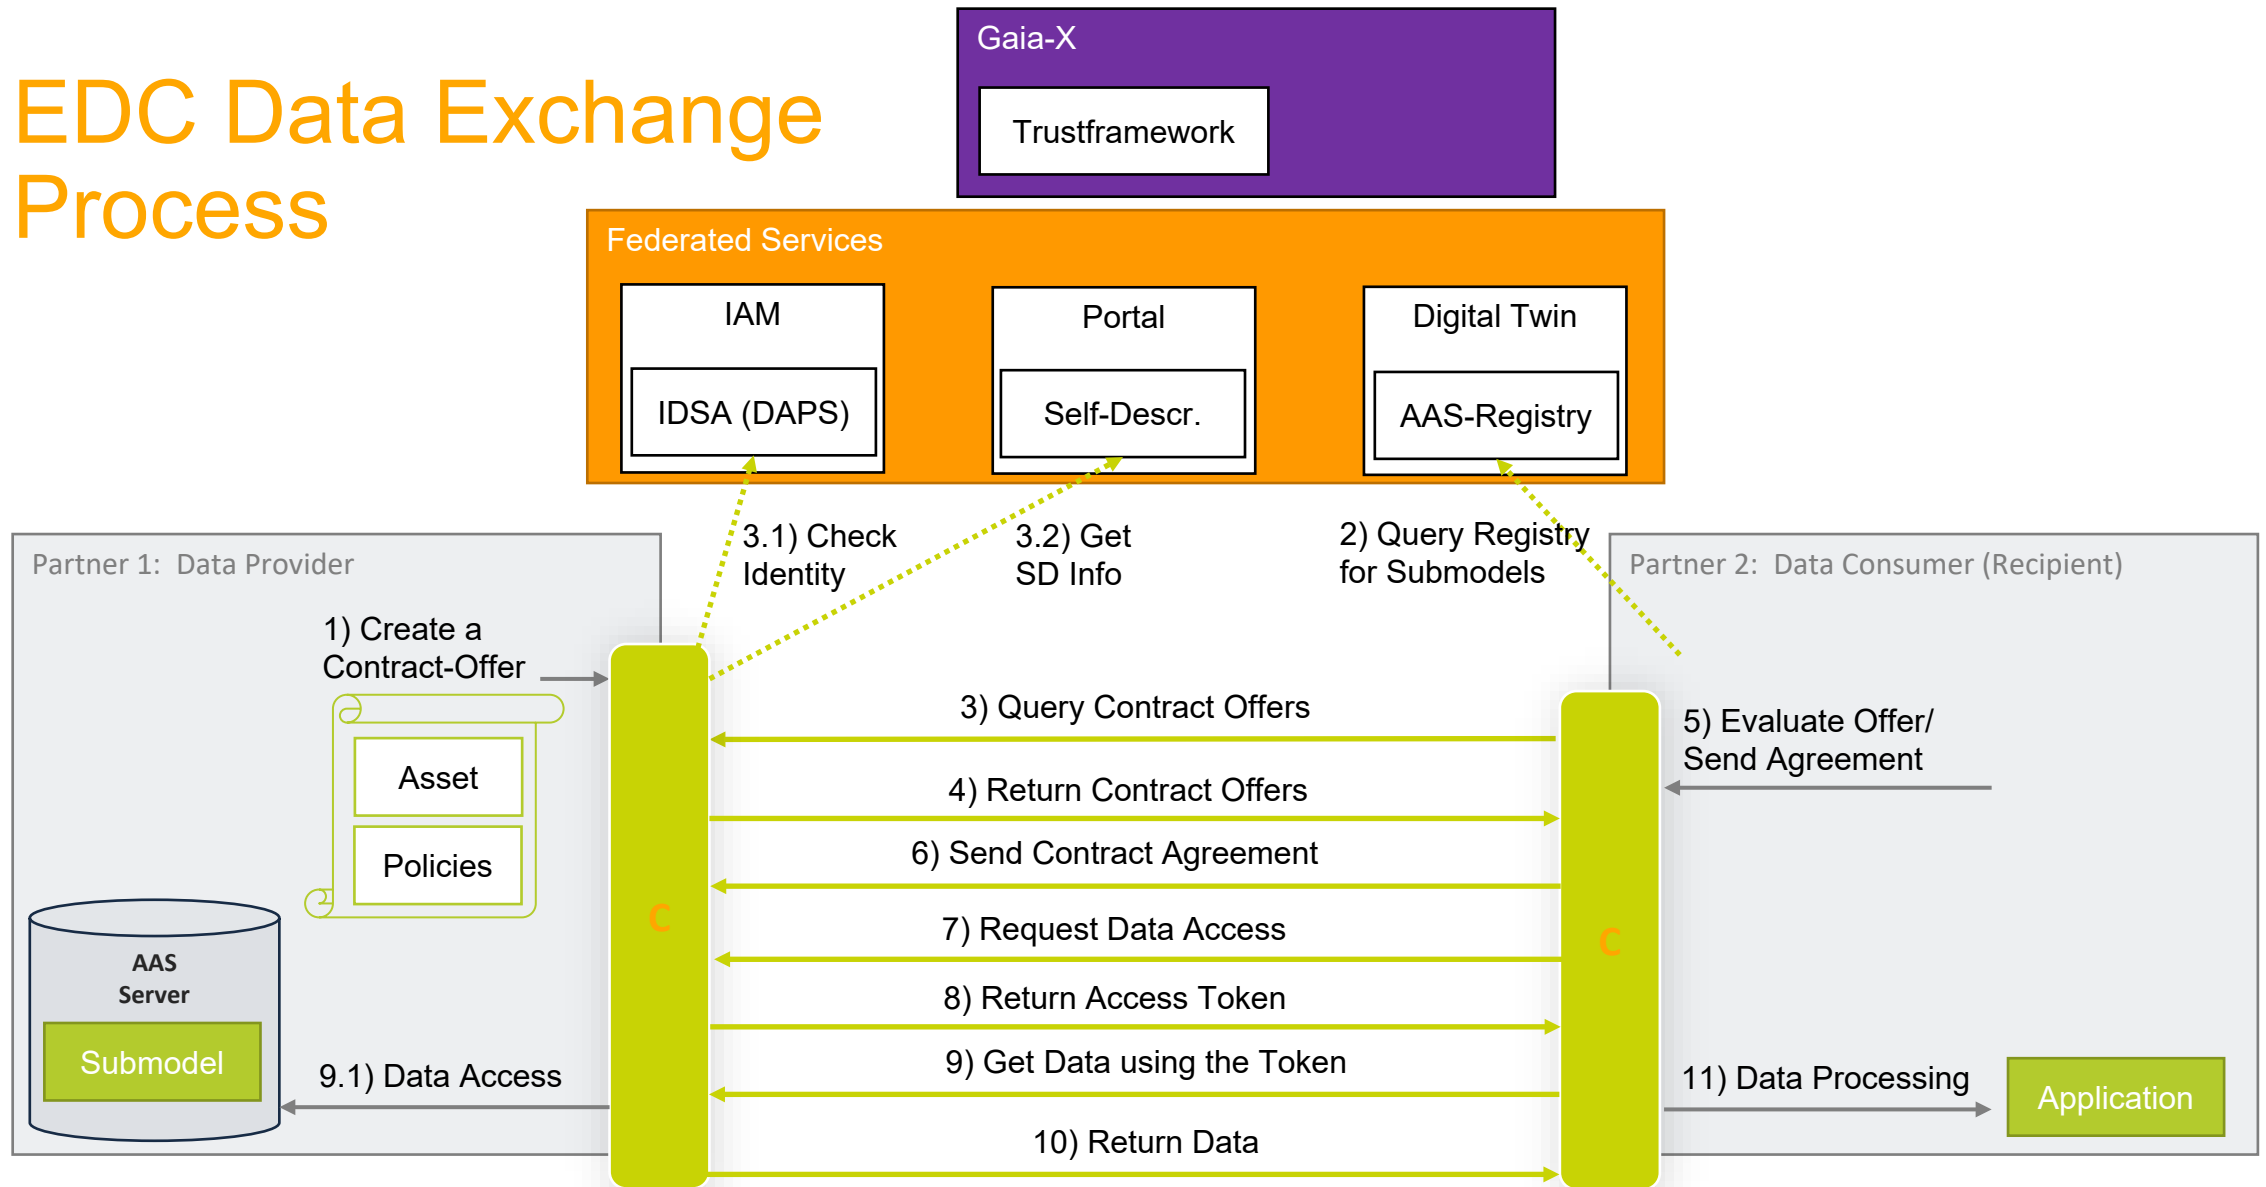 EDC Data Exchange
Process
Gaia-X
Trustframework
Federated Services
IAM
IDSA (DAPS)
Portal
Self-Descr.
Digital Twin
AAS-Registry
3.1) Check
Identity
3.2) Get
SD Info
2) Query Registry
for Submodels
Partner 1:  Data Provider
1) Create a
Contract-Offer
Asset
Policies
AAS
Server
Submodel
9.1) Data Access
C
3) Query Contract Offers
4) Return Contract Offers
6) Send Contract Agreement
7) Request Data Access
8) Return Access Token
9) Get Data using the Token
10) Return Data
C
Partner 2:  Data Consumer (Recipient)
5) Evaluate Offer/
Send Agreement
11) Data Processing
Application